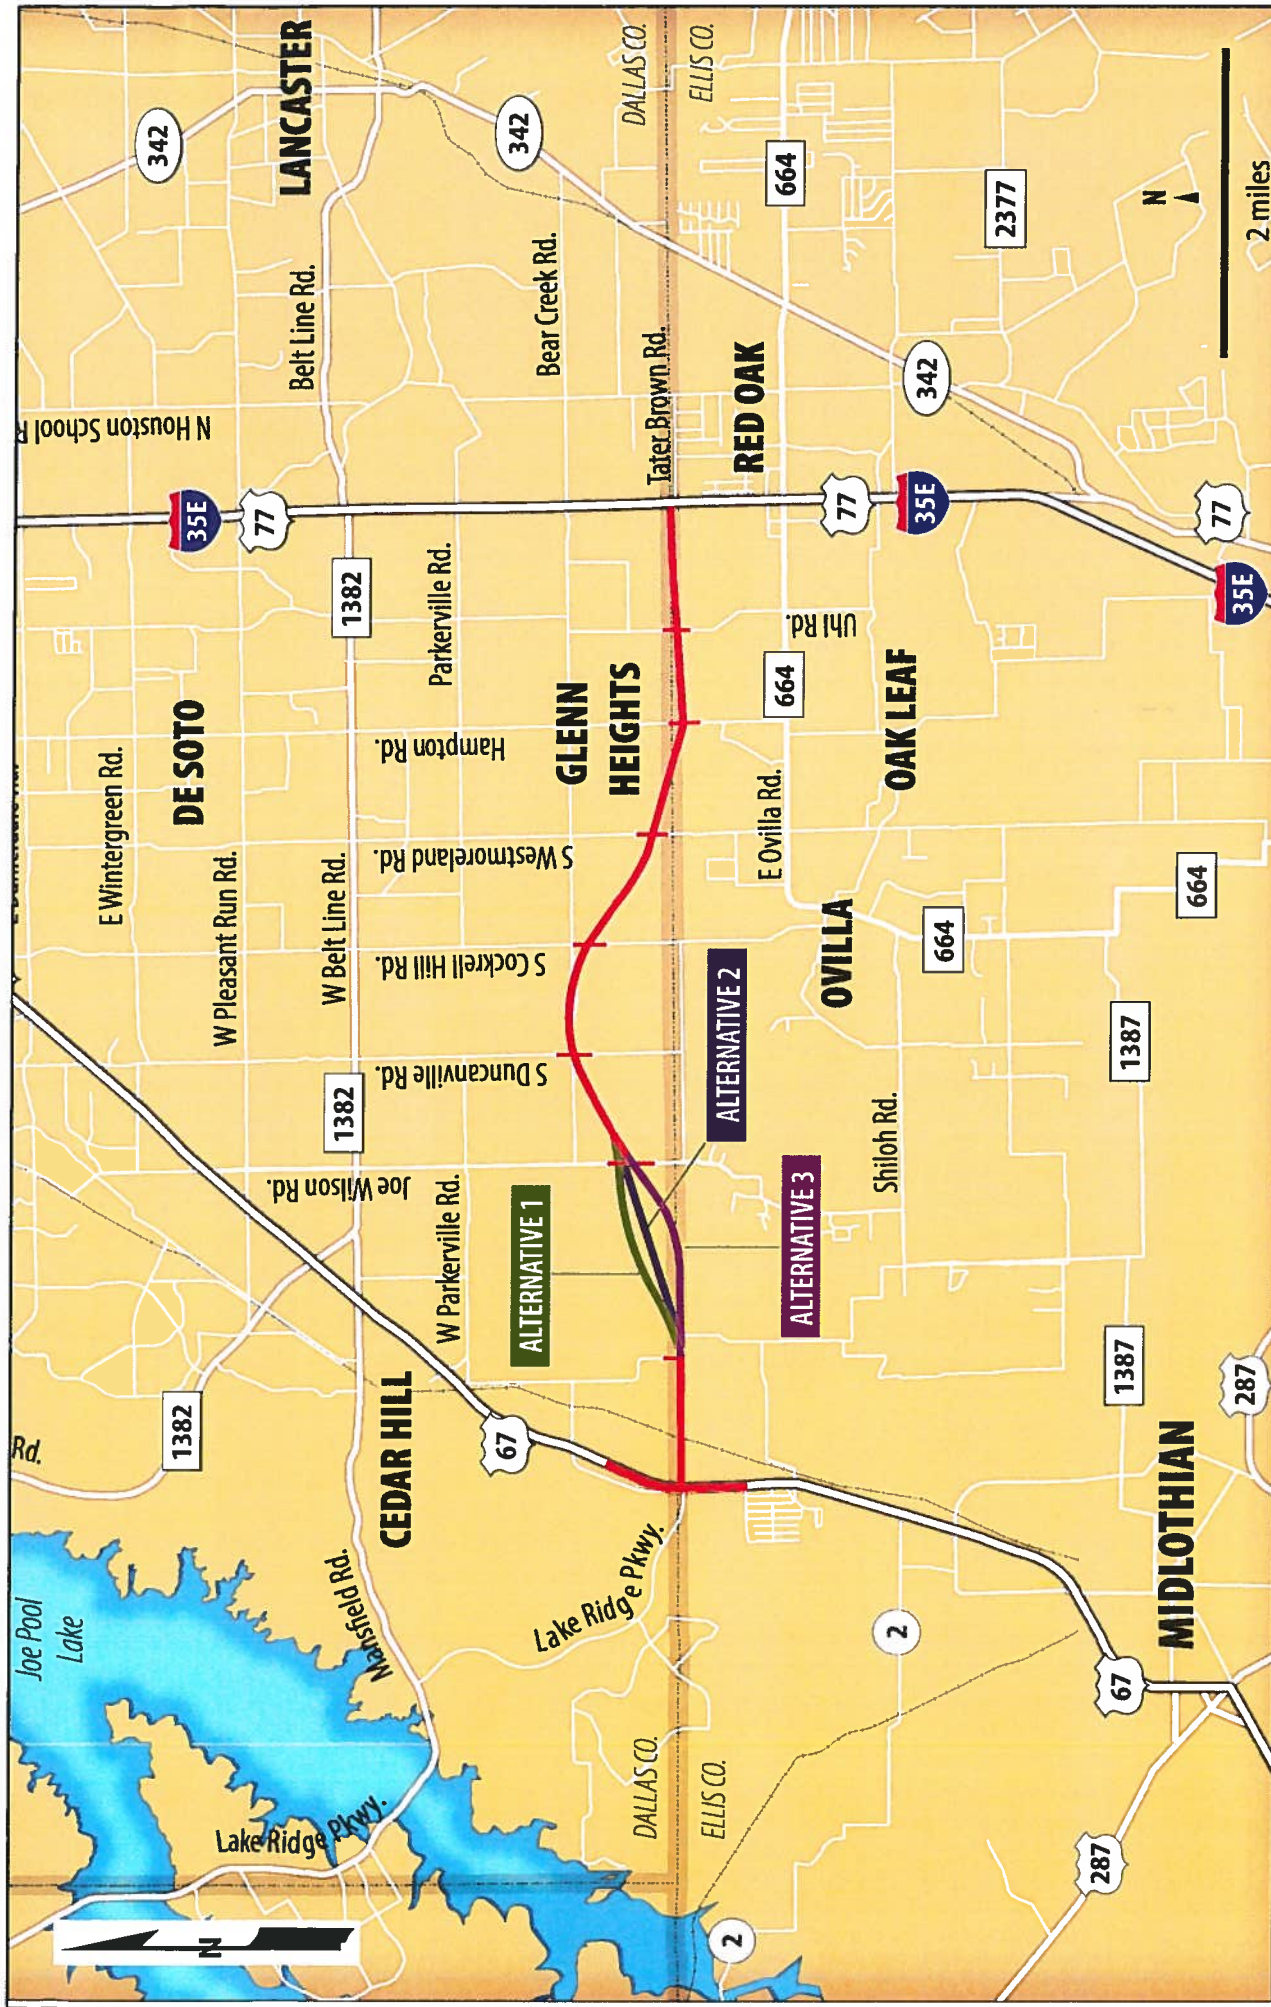 Joe Pool
Lake
Rd.
N
1382
E Wintergreen Rd.
DE SOTO
35E
77
N Houston School R
342
LANCASTER
W Pleasant Run Rd.
Lake Ridge Pkwy.
Mansfield Rd.
Joe Wilson Rd.
1382
W Belt Line Rd.
1382
Belt Line Rd.
CEDAR HILL
W Parkerville Rd.
S Duncanville Rd.
S Cockrell Hill Rd.
S Westmoreland Rd.
Hampton Rd.
Parkerville Rd.
67
ALTERNATIVE 1
GLENN
HEIGHTS
Bear Creek Rd.
342
Lake Ridge Pkwy.
Tater Brown Rd.
DALLAS CO.
ELLIS CO.
DALLAS CO.
ELLIS CO.
ALTERNATIVE 2
ALTERNATIVE 3
2
E Ovilla Rd.
664
Uhl Rd.
RED OAK
664
OVILLA
77
35E
342
2377
2
Shiloh Rd.
664
OAK LEAF
287
67
MIDLOTHIAN
1387
1387
664
287
35E
77
N
2 miles